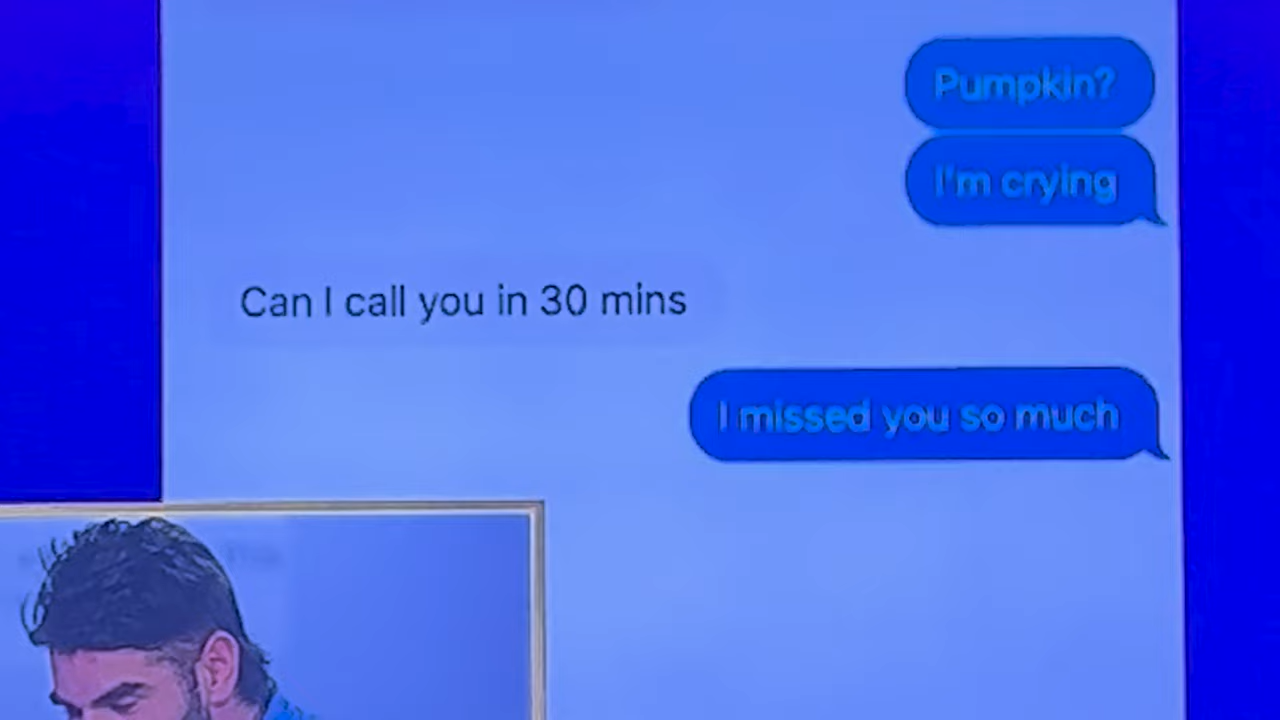 Pumpkin?
I'm crying
Can I call you in 30 mins
I missed you so much